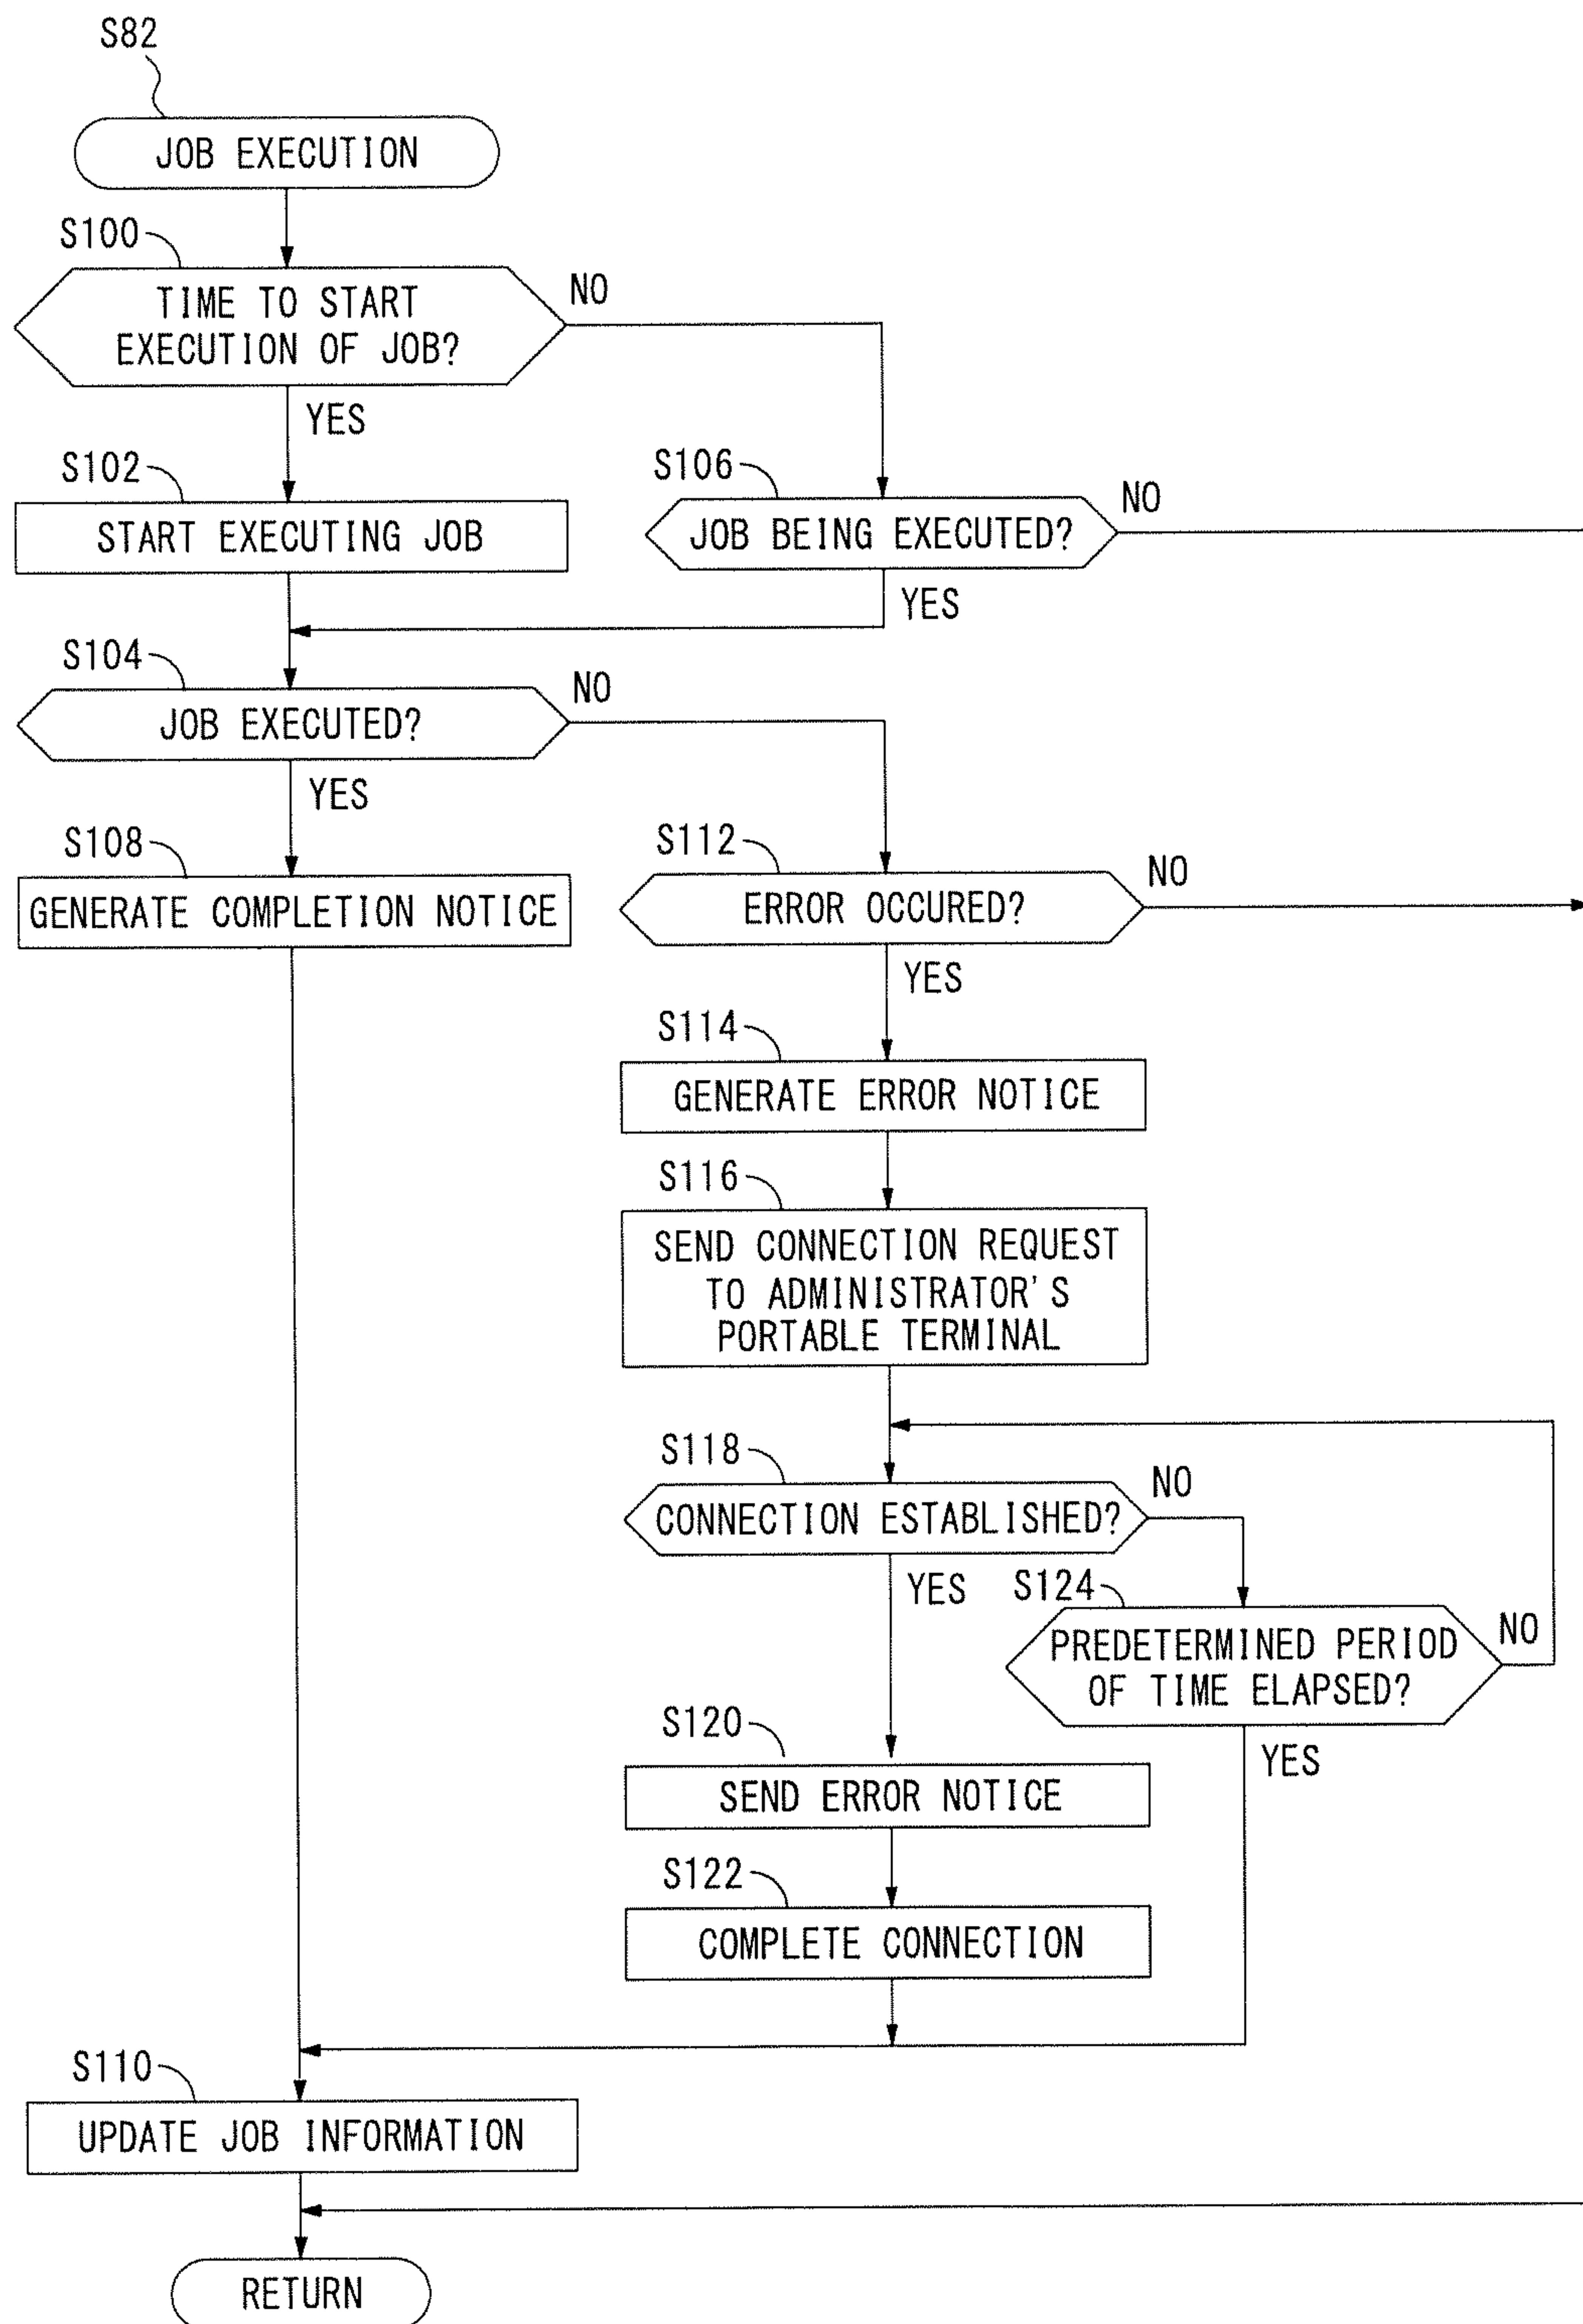 S82
JOB EXECUTION
S100
TIME TO START
EXECUTION OF JOB?
NO
YES
S102
START EXECUTING JOB
S106
JOB BEING EXECUTED?
NO
YES
S104
JOB EXECUTED?
NO
YES
S108
GENERATE COMPLETION NOTICE
S112
ERROR OCCURED?
NO
YES
S114
GENERATE ERROR NOTICE
S116
SEND CONNECTION REQUEST
TO ADMINISTRATOR'S
PORTABLE TERMINAL
S118
CONNECTION ESTABLISHED?
NO
YES
S124
PREDETERMINED PERIOD
OF TIME ELAPSED?
NO
YES
S120
SEND ERROR NOTICE
S122
COMPLETE CONNECTION
S110
UPDATE JOB INFORMATION
RETURN